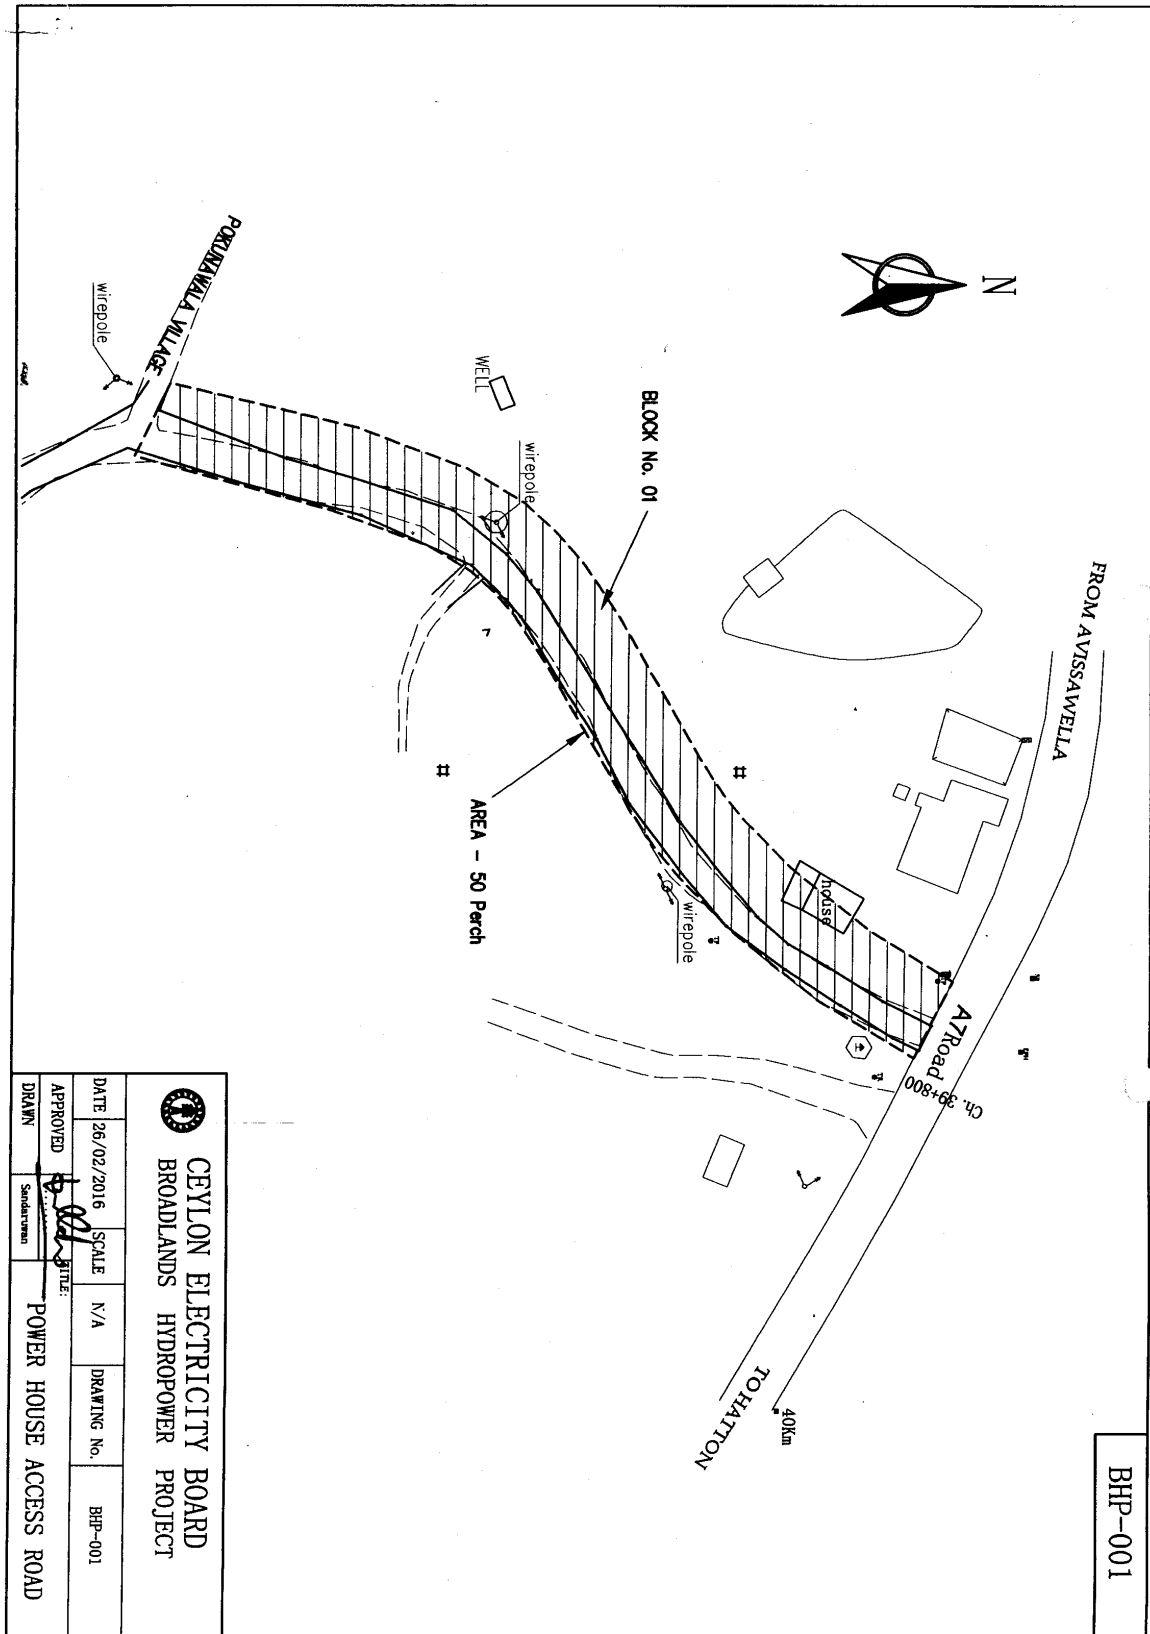 BHP-001
N
FROM AVISSAWELLA
A7Road
Ch. 39+800
TO HATTON
40Km
BLOCK No. 01
house
WELL
wirepole
wirepole
AREA - 50 Perch
wirepole
POKUNAWALA VILLAGE
wirepole
CEYLON ELECTRICITY BOARD
BROADLANDS HYDROPOWER PROJECT
DATE 26/02/2016 SCALE N/A DRAWING No. BHP-001
APPROVED
TITLE:
POWER HOUSE ACCESS ROAD
DRAWN Sandaruwan